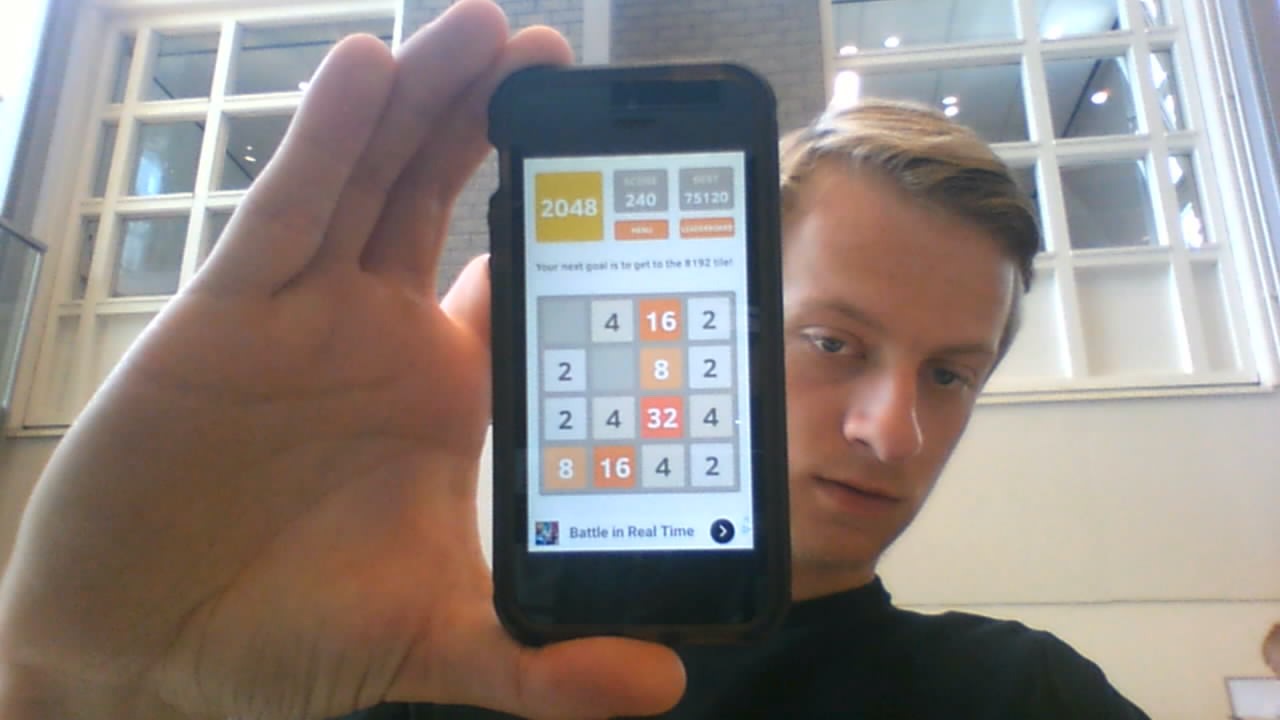 2048
SCORE
240
BEST
75120
MENU
LEADERBOARD
Your next goal is to get to the 8192 tile!
4 16 2
2 8 2
2 4 32 4
8 16 4 2
Battle in Real Time